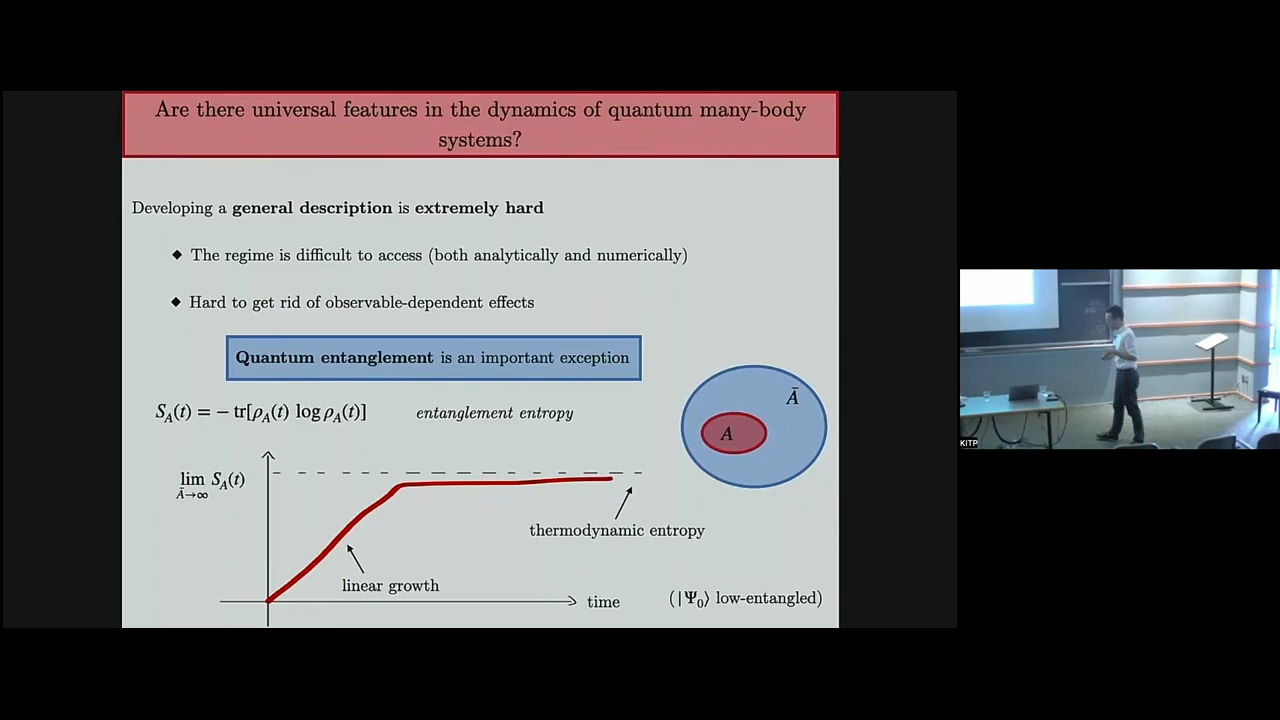 Are there universal features in the dynamics of quantum many-body
systems?
Developing a general description is extremely hard
◆ The regime is difficult to access (both analytically and numerically)
◆ Hard to get rid of observable-dependent effects
Quantum entanglement is an important exception
S_A(t) = − tr[ρ_A(t) log ρ_A(t)]
entanglement entropy
Ā
A
lim S_A(t)
Ā→∞
thermodynamic entropy
linear growth
time
(|Ψ₀⟩ low-entangled)
KITP